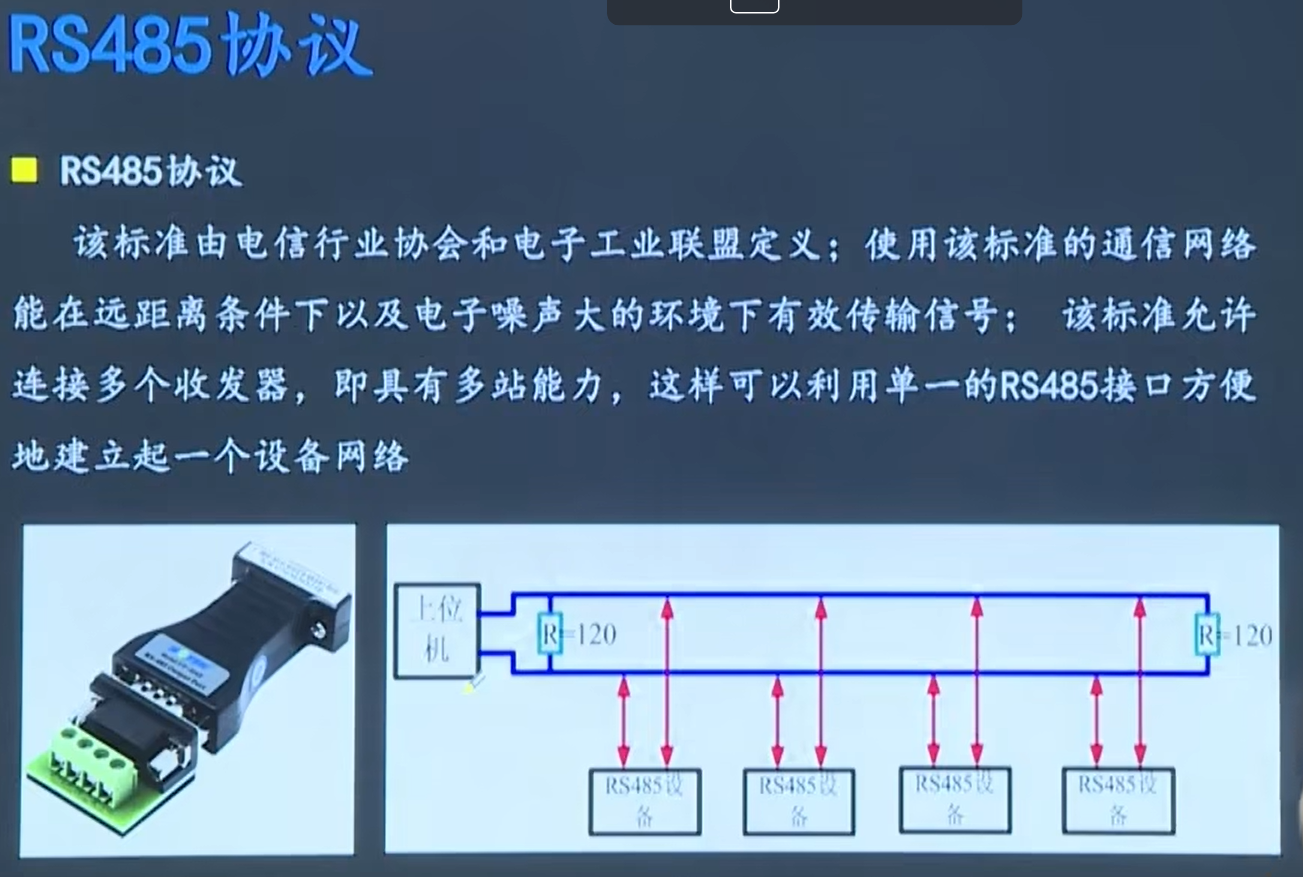 RS485协议
RS485协议
该标准由电信行业协会和电子工业联盟定义；使用该标准的通信网络
能在远距离条件下以及电子噪声大的环境下有效传输信号； 该标准允许
连接多个收发器，即具有多站能力，这样可以利用单一的RS485接口方便
地建立起一个设备网络
上位
机
R=120
R=120
RS485设
备
RS485设
备
RS485设
备
RS485设
备